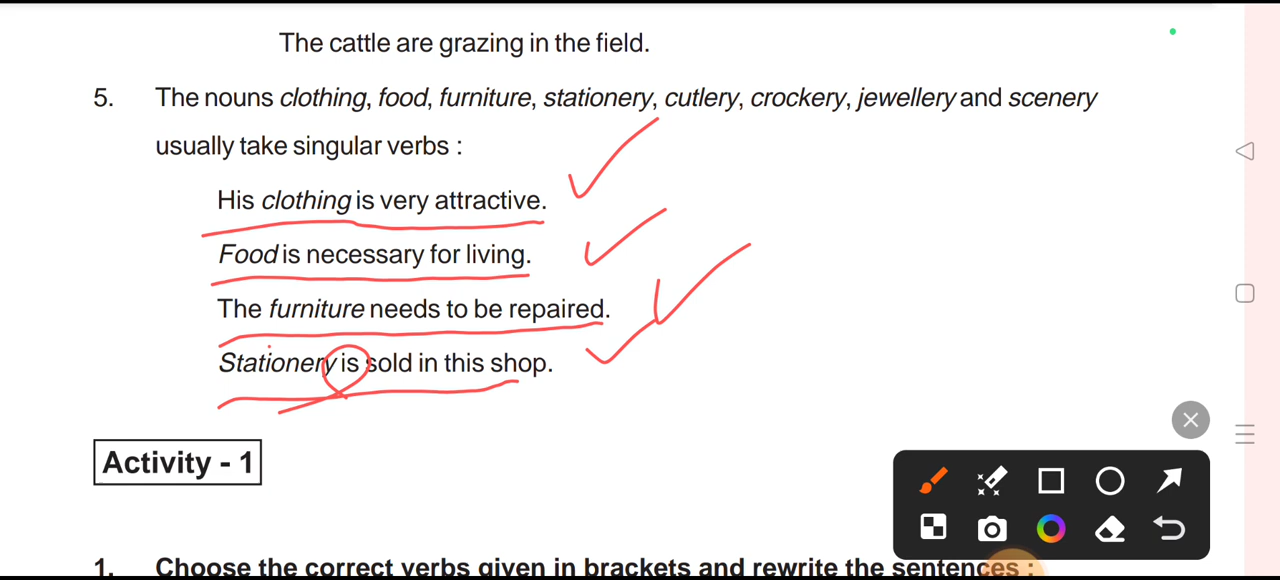 The cattle are grazing in the field.
5. The nouns clothing, food, furniture, stationery, cutlery, crockery, jewellery and scenery
usually take singular verbs :
His clothing is very attractive.
Food is necessary for living.
The furniture needs to be repaired.
Stationery is sold in this shop.
Activity - 1
1. Choose the correct verbs given in brackets and rewrite the sentences :